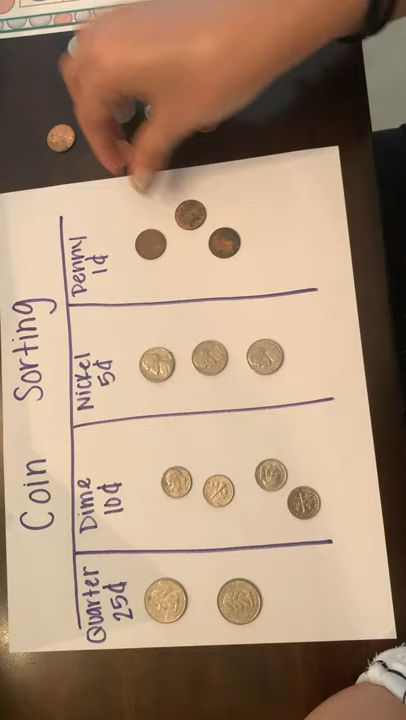 Coin Sorting
Quarter
25¢
Dime
10¢
Nickel
5¢
Penny
1¢